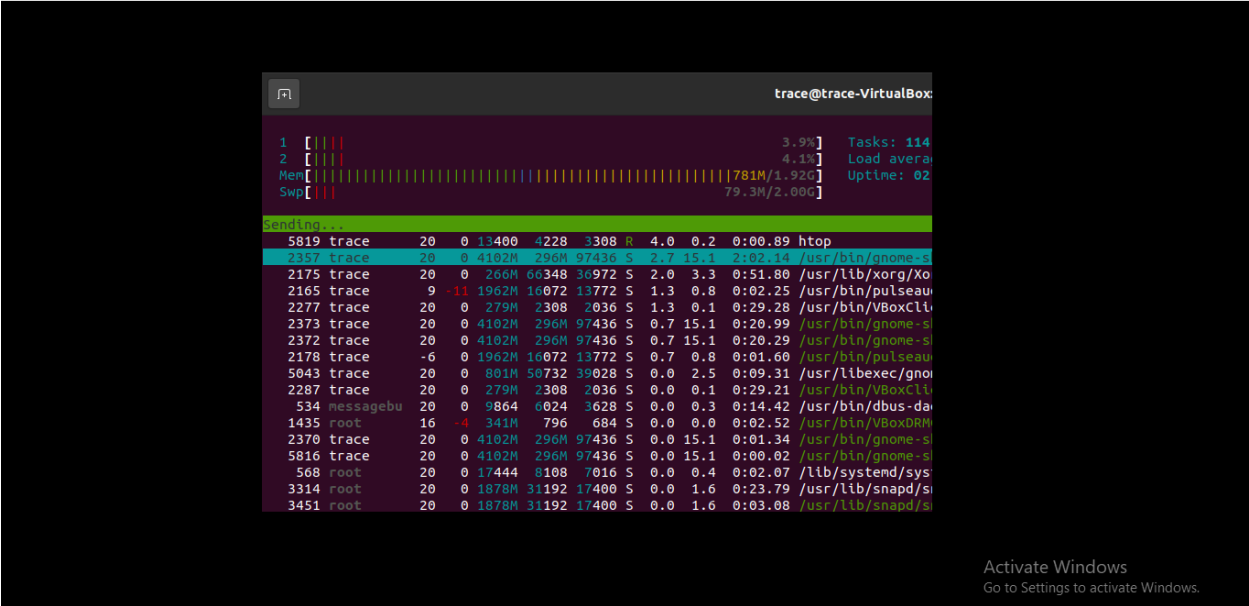 trace@trace-VirtualBox:
1 [|||| 3.9%] Tasks: 114
2 [|||| 4.1%] Load avera
Mem[|||||||||||||||||||||||||||||||||||||||||||||||||||781M/1.92G] Uptime: 02
Swp[||| 79.3M/2.00G]
Sending...
5819 trace 20 0 13400 4228 3308 R 4.0 0.2 0:00.89 htop
2357 trace 20 0 4102M 296M 97436 S 2.7 15.1 2:02.14 /usr/bin/gnome-sh
2175 trace 20 0 266M 66348 36972 S 2.0 3.3 0:51.80 /usr/lib/xorg/Xor
2165 trace 9 -11 1962M 16072 13772 S 1.3 0.8 0:02.25 /usr/bin/pulseaud
2277 trace 20 0 279M 2308 2036 S 1.3 0.1 0:29.28 /usr/bin/VBoxClie
2373 trace 20 0 4102M 296M 97436 S 0.7 15.1 0:20.99 /usr/bin/gnome-sh
2372 trace 20 0 4102M 296M 97436 S 0.7 15.1 0:20.29 /usr/bin/gnome-sh
2178 trace -6 0 1962M 16072 13772 S 0.7 0.8 0:01.60 /usr/bin/pulseaud
5043 trace 20 0 801M 50732 39028 S 0.0 2.5 0:09.31 /usr/libexec/gnom
2287 trace 20 0 279M 2308 2036 S 0.0 0.1 0:29.21 /usr/bin/VBoxClie
534 messagebu 20 0 9864 6024 3628 S 0.0 0.3 0:14.42 /usr/bin/dbus-dae
1435 root 16 -4 341M 796 684 S 0.0 0.0 0:02.52 /usr/bin/VBoxDRMC
2370 trace 20 0 4102M 296M 97436 S 0.0 15.1 0:01.34 /usr/bin/gnome-sh
5816 trace 20 0 4102M 296M 97436 S 0.0 15.1 0:00.02 /usr/bin/gnome-sh
568 root 20 0 17444 8108 7016 S 0.0 0.4 0:02.07 /lib/systemd/syst
3314 root 20 0 1878M 31192 17400 S 0.0 1.6 0:23.79 /usr/lib/snapd/sn
3451 root 20 0 1878M 31192 17400 S 0.0 1.6 0:03.08 /usr/lib/snapd/sn
Activate Windows
Go to Settings to activate Windows.